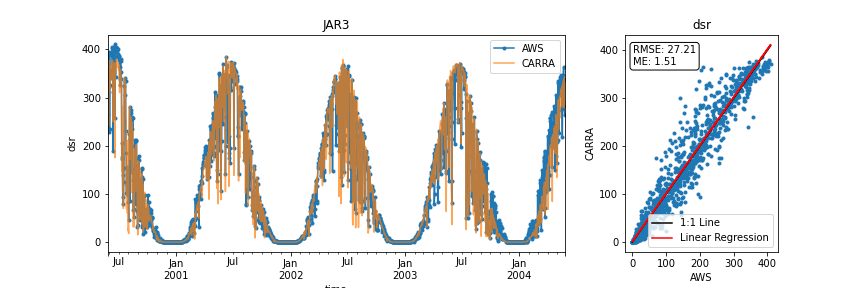 JAR3
dsr
400
300
200
100
0
dsr
AWS
CARRA
Jul
Jan
2001
Jul
Jan
2002
Jul
Jan
2003
Jul
Jan
2004
time
400
300
200
100
0
CARRA
RMSE: 27.21
ME: 1.51
1:1 Line
Linear Regression
0 100 200 300 400
AWS